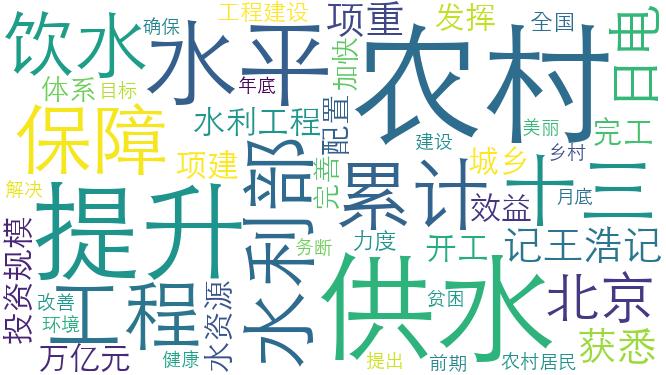 工程建设
项重
发挥
全国
日电
饮水
确保
水平
加快
农村
体系
目标
年底
保障
水利工程
配置
建设
美丽
完工
乡村
项建
城乡
解决
提升
水利部
完善
累计
十三
月底
效益
投资规模
水资源
务断
力度
开工
记王浩记
工程
供水
北京
改善
环境
贫困
万亿元
健康
提出
前期
农村居民
获悉